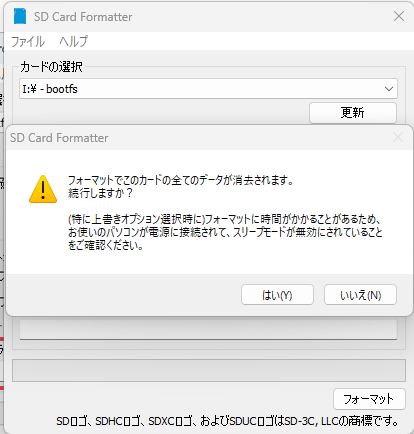 SD Card Formatter
ファイル ヘルプ
カードの選択
I:¥ - bootfs
更新
SD Card Formatter
フォーマットでこのカードの全てのデータが消去されます。
続行しますか？
(特に上書きオプション選択時に)フォーマットに時間がかかることがあるため、
お使いのパソコンが電源に接続されて、スリープモードが無効にされていること
をご確認ください。
はい(Y) いいえ(N)
フォーマット
SDロゴ、SDHCロゴ、SDXCロゴ、およびSDUCロゴはSD-3C, LLCの商標です。